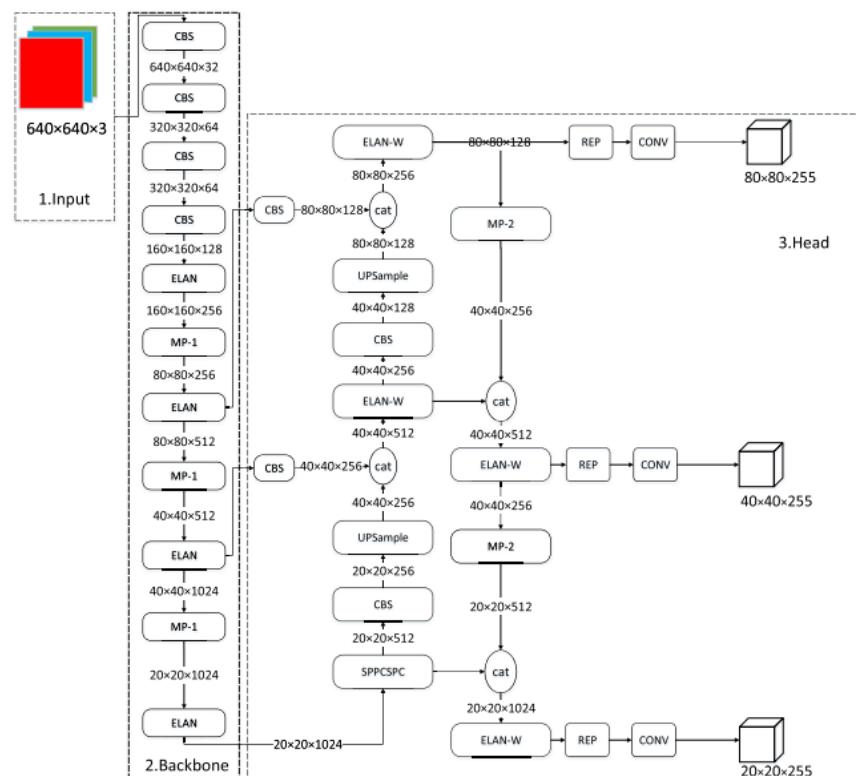 640×640×3
1.Input
CBS
640×640×32
CBS
320×320×64
CBS
320×320×64
CBS
160×160×128
ELAN
160×160×256
MP-1
80×80×256
ELAN
80×80×512
MP-1
40×40×512
ELAN
40×40×1024
MP-1
20×20×1024
ELAN
2.Backbone
20×20×1024
CBS
80×80×128
CBS
40×40×256
ELAN-W
80×80×256
cat
80×80×128
UPSample
40×40×128
CBS
40×40×256
ELAN-W
40×40×512
cat
40×40×256
UPSample
20×20×256
CBS
20×20×512
SPPCSPC
80×80×128
REP
CONV
80×80×255
MP-2
3.Head
40×40×256
cat
40×40×512
ELAN-W
REP
CONV
40×40×255
40×40×256
MP-2
20×20×512
cat
20×20×1024
ELAN-W
REP
CONV
20×20×255